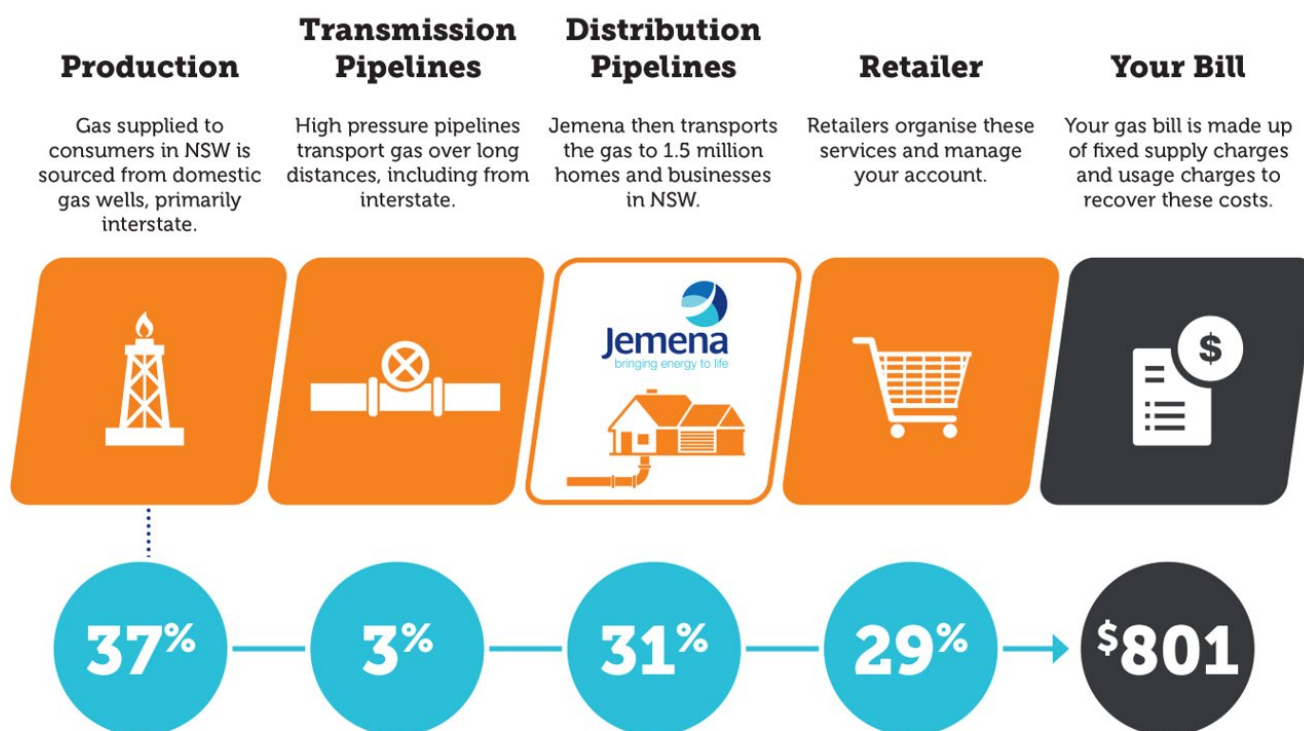 Production
Gas supplied to
consumers in NSW is
sourced from domestic
gas wells, primarily
interstate.
Transmission
Pipelines
High pressure pipelines
transport gas over long
distances, including from
interstate.
Distribution
Pipelines
Jemena then transports
the gas to 1.5 million
homes and businesses
in NSW.
Retailer
Retailers organise these
services and manage
your account.
Your Bill
Your gas bill is made up
of fixed supply charges
and usage charges to
recover these costs.
Jemena
bringing energy to life
$
37%
3%
31%
29%
$801